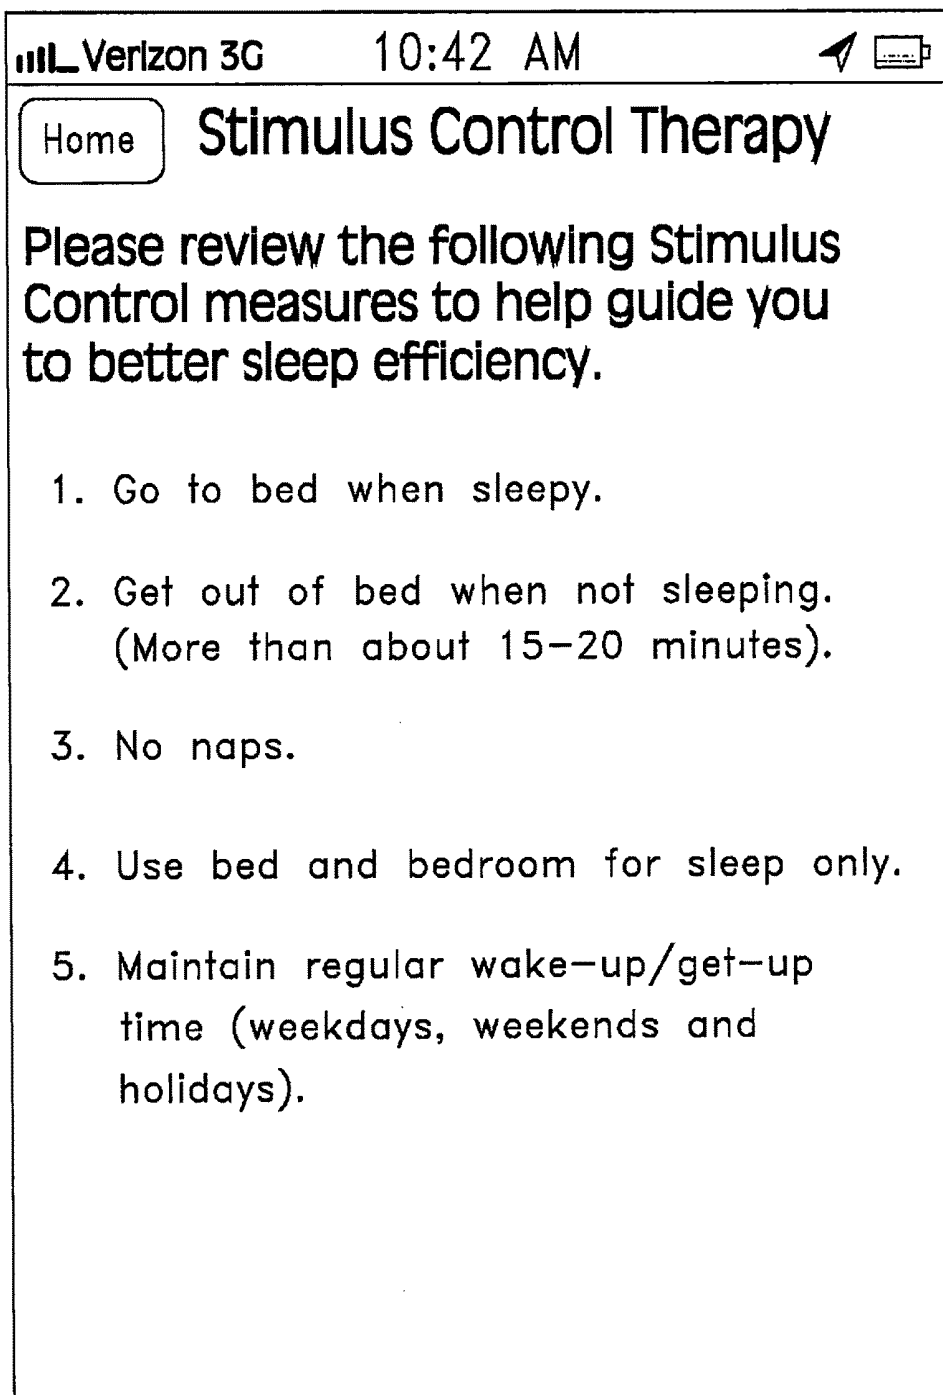 Verizon 3G 10:42 AM
Home Stimulus Control Therapy
Please review the following Stimulus
Control measures to help guide you
to better sleep efficiency.
1. Go to bed when sleepy.
2. Get out of bed when not sleeping.
(More than about 15-20 minutes).
3. No naps.
4. Use bed and bedroom for sleep only.
5. Maintain regular wake-up/get-up
time (weekdays, weekends and
holidays).